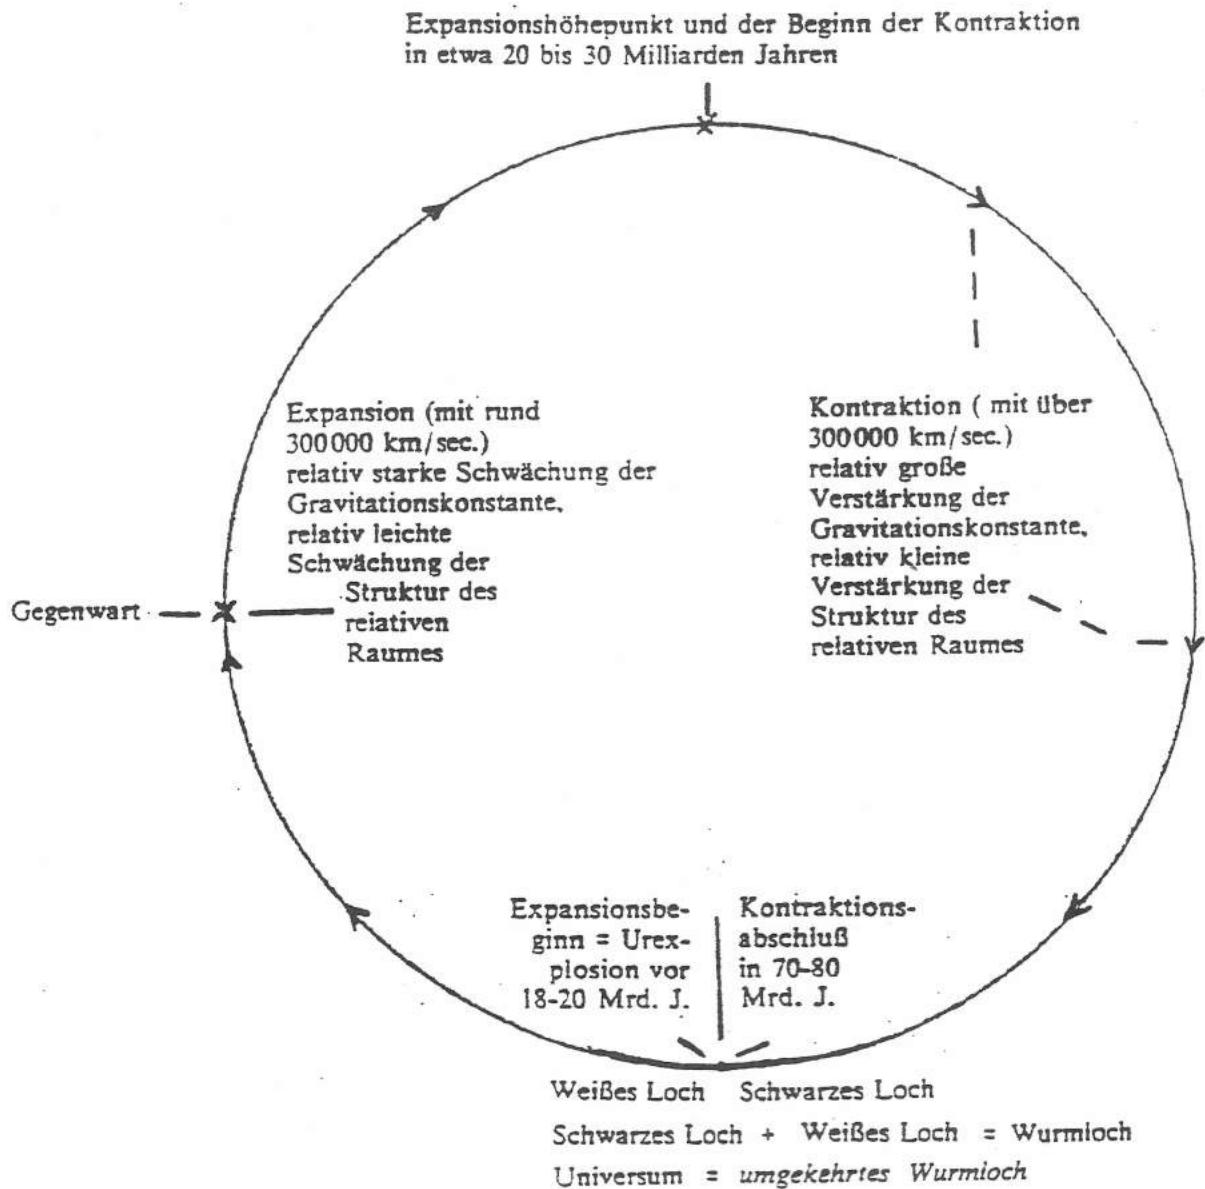 Expansionshöhepunkt und der Beginn der Kontraktion
in etwa 20 bis 30 Milliarden Jahren
Expansion (mit rund
300000 km/sec.)
relativ starke Schwächung der
Gravitationskonstante,
relativ leichte
Schwächung der
Struktur des
relativen
Raumes
Gegenwart
Kontraktion ( mit über
300000 km/sec.)
relativ große
Verstärkung der
Gravitationskonstante,
relativ kleine
Verstärkung der
Struktur des
relativen Raumes
Expansionsbe-
ginn = Urex-
plosion vor
18-20 Mrd. J.
Kontraktions-
abschluß
in 70-80
Mrd. J.
Weißes Loch Schwarzes Loch
Schwarzes Loch + Weißes Loch = Wurmloch
Universum = umgekehrtes Wurmloch